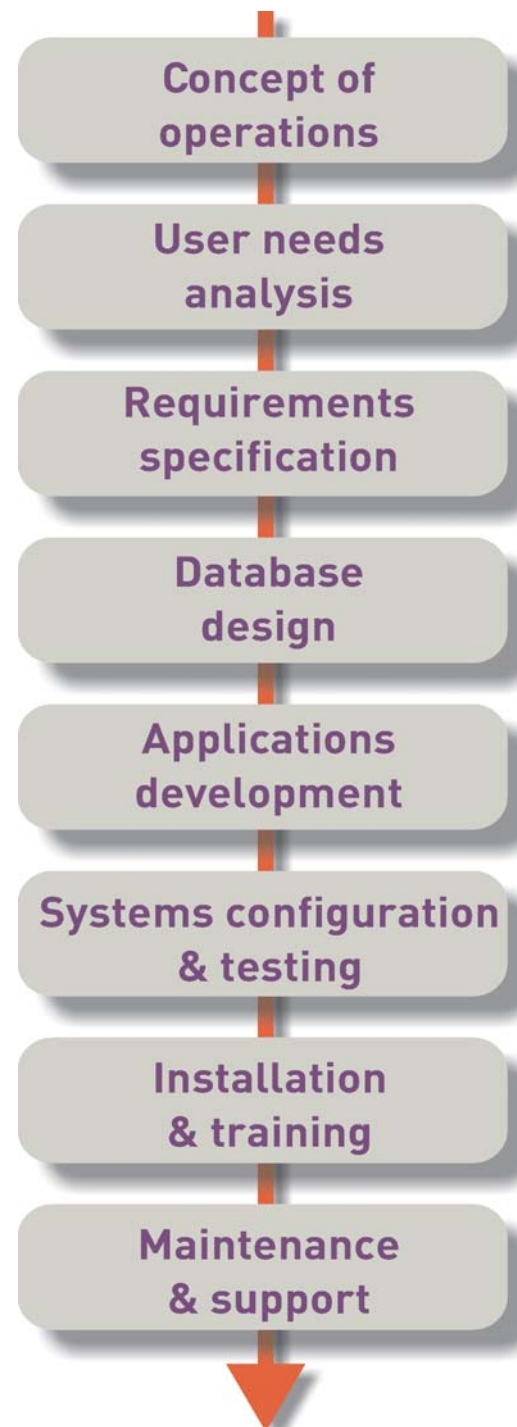 Concept of
operations
User needs
analysis
Requirements
specification
Database
design
Applications
development
Systems configuration
& testing
Installation
& training
Maintenance
& support